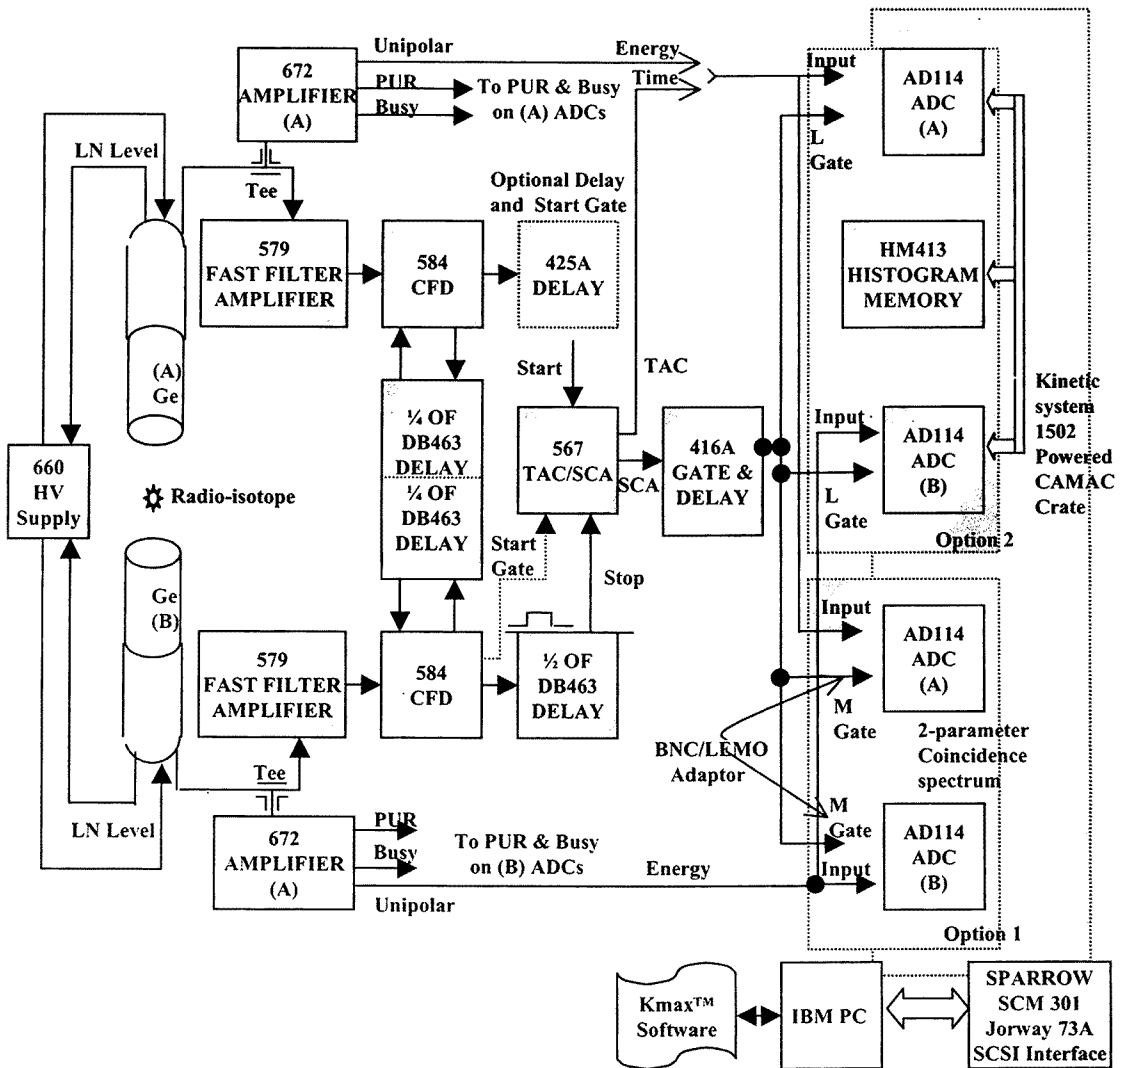 Unipolar
Energy
672
AMPLIFIER
(A)
PUR
Busy
To PUR & Busy
on (A) ADCs
Time
Input
AD114
ADC
(A)
L
Gate
LN Level
Tee
Optional Delay
and Start Gate
579
FAST FILTER
AMPLIFIER
584
CFD
425A
DELAY
HM413
HISTOGRAM
MEMORY
(A)
Ge
Start
TAC
¼ OF
DB463
DELAY
¼ OF
DB463
DELAY
567
TAC/SCA
SCA
416A
GATE &
DELAY
Input
AD114
ADC
(B)
L
Gate
Option 2
Kinetic
system
1502
Powered
CAMAC
Crate
660
HV
Supply
Radio-isotope
Start
Gate
Stop
Ge
(B)
579
FAST FILTER
AMPLIFIER
584
CFD
½ OF
DB463
DELAY
Input
AD114
ADC
(A)
M
Gate
2-parameter
Coincidence
spectrum
BNC/LEMO
Adaptor
Tee
LN Level
672
AMPLIFIER
(A)
PUR
Busy
To PUR & Busy
on (B) ADCs
Energy
Unipolar
M
Gate
Input
AD114
ADC
(B)
Option 1
Kmax™
Software
IBM PC
SPARROW
SCM 301
Jorway 73A
SCSI Interface